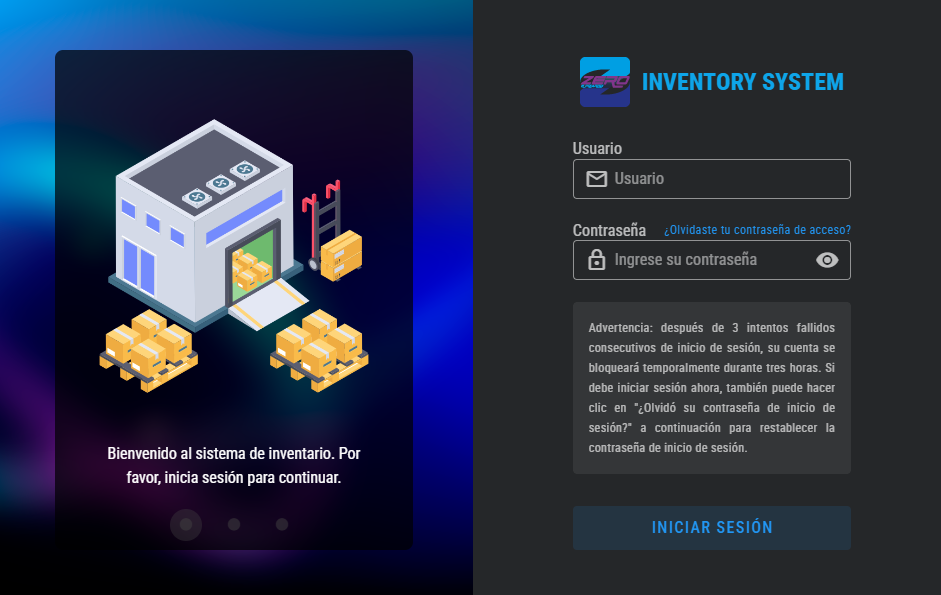 Bienvenido al sistema de inventario. Por
favor, inicia sesión para continuar.
ZERO
INVENTORY SYSTEM
Usuario
Usuario
Contraseña ¿Olvidaste tu contraseña de acceso?
Ingrese su contraseña
Advertencia: después de 3 intentos fallidos
consecutivos de inicio de sesión, su cuenta se
bloqueará temporalmente durante tres horas. Si
debe iniciar sesión ahora, también puede hacer
clic en "¿Olvidó su contraseña de inicio de
sesión?" a continuación para restablecer la
contraseña de inicio de sesión.
INICIAR SESIÓN